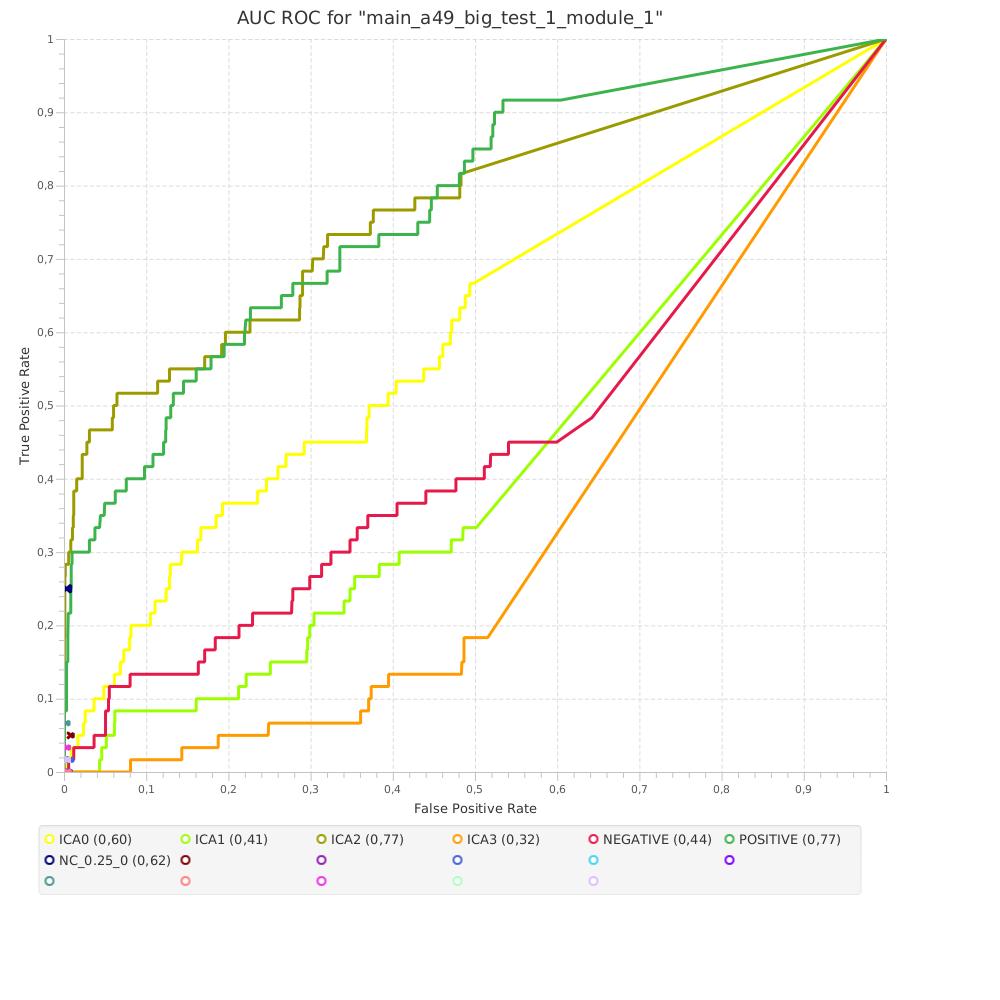 AUC ROC for "main_a49_big_test_1_module_1"
1
0,9
0,8
0,7
0,6
0,5
0,4
0,3
0,2
0,1
0
True Positive Rate
0 0,1 0,2 0,3 0,4 0,5 0,6 0,7 0,8 0,9 1
False Positive Rate
ICA0 (0,60) ICA1 (0,41) ICA2 (0,77) ICA3 (0,32) NEGATIVE (0,44) POSITIVE (0,77)
NC_0.25_0 (0,62)